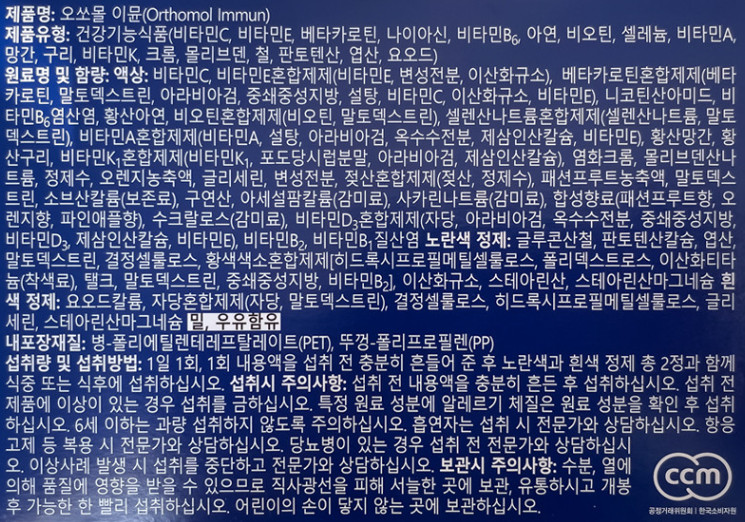 제품명: 오쏘몰 이뮨(Orthomol Immun)
제품유형: 건강기능식품(비타민C, 비타민E, 베타카로틴, 나이아신, 비타민B6, 아연, 비오틴, 셀레늄, 비타민A,
망간, 구리, 비타민K, 크롬, 몰리브덴, 철, 판토텐산, 엽산, 요오드)
원료명 및 함량: 액상: 비타민C, 비타민E혼합제제(비타민E, 변성전분, 이산화규소), 베타카로틴혼합제제(베타
카로틴, 말토덱스트린, 아라비아검, 중쇄중성지방, 설탕, 비타민C, 이산화규소, 비타민E), 니코틴산아미드, 비
타민B6염산염, 황산아연, 비오틴혼합제제(비오틴, 말토덱스트린), 셀렌산나트륨혼합제제(셀렌산나트륨, 말토
덱스트린), 비타민A혼합제제(비타민A, 설탕, 아라비아검, 옥수수전분, 제삼인산칼슘, 비타민E), 황산망간, 황
산구리, 비타민K1혼합제제(비타민K1, 포도당시럽분말, 아라비아검, 제삼인산칼슘), 염화크롬, 몰리브덴산나
트륨, 정제수, 오렌지농축액, 글리세린, 변성전분, 젖산혼합제제(젖산, 정제수), 패션프루트농축액, 말토덱스
트린, 소브산칼륨(보존료), 구연산, 아세설팜칼륨(감미료), 사카린나트륨(감미료), 합성향료(패션프루트향, 오
렌지향, 파인애플향), 수크랄로스(감미료), 비타민D3혼합제제(자당, 아라비아검, 옥수수전분, 중쇄중성지방,
비타민D3, 제삼인산칼슘, 비타민E), 비타민B2, 비타민B1질산염 노란색 정제: 글루콘산철, 판토텐산칼슘, 엽산,
말토덱스트린, 결정셀룰로스, 황색색소혼합제제[히드록시프로필메틸셀룰로스, 폴리덱스트로스, 이산화티타
늄(착색료), 탤크, 말토덱스트린, 중쇄중성지방, 비타민B2], 이산화규소, 스테아린산, 스테아린산마그네슘 흰
색 정제: 요오드칼륨, 자당혼합제제(자당, 말토덱스트린), 결정셀룰로스, 히드록시프로필메틸셀룰로스, 글리
세린, 스테아린산마그네슘 밀, 우유함유
내포장재질: 병-폴리에틸렌테레프탈레이트(PET), 뚜껑-폴리프로필렌(PP)
섭취량 및 섭취방법: 1일 1회, 1회 내용액을 섭취 전 충분히 흔들어 준 후 노란색과 흰색 정제 총 2정과 함께
식중 또는 식후에 섭취하십시오. 섭취시 주의사항: 섭취 전 내용액을 충분히 흔든 후 섭취하십시오. 섭취 전
제품에 이상이 있는 경우 섭취를 금하십시오. 특정 원료 성분에 알레르기 체질은 원료 성분을 확인 후 섭취
하십시오. 6세 이하는 과량 섭취하지 않도록 주의하십시오. 흡연자는 섭취 시 전문가와 상담하십시오. 항응
고제 등 복용 시 전문가와 상담하십시오. 당뇨병이 있는 경우 섭취 전 전문가와 상담하십시
오. 이상사례 발생 시 섭취를 중단하고 전문가와 상담하십시오. 보관시 주의사항: 수분, 열에
의해 품질에 영향을 받을 수 있으므로 직사광선을 피해 서늘한 곳에 보관, 유통하시고 개봉
후 가능한 한 빨리 섭취하십시오. 어린이의 손이 닿지 않는 곳에 보관하십시오.
ccm
공정거래위원회 | 한국소비자원